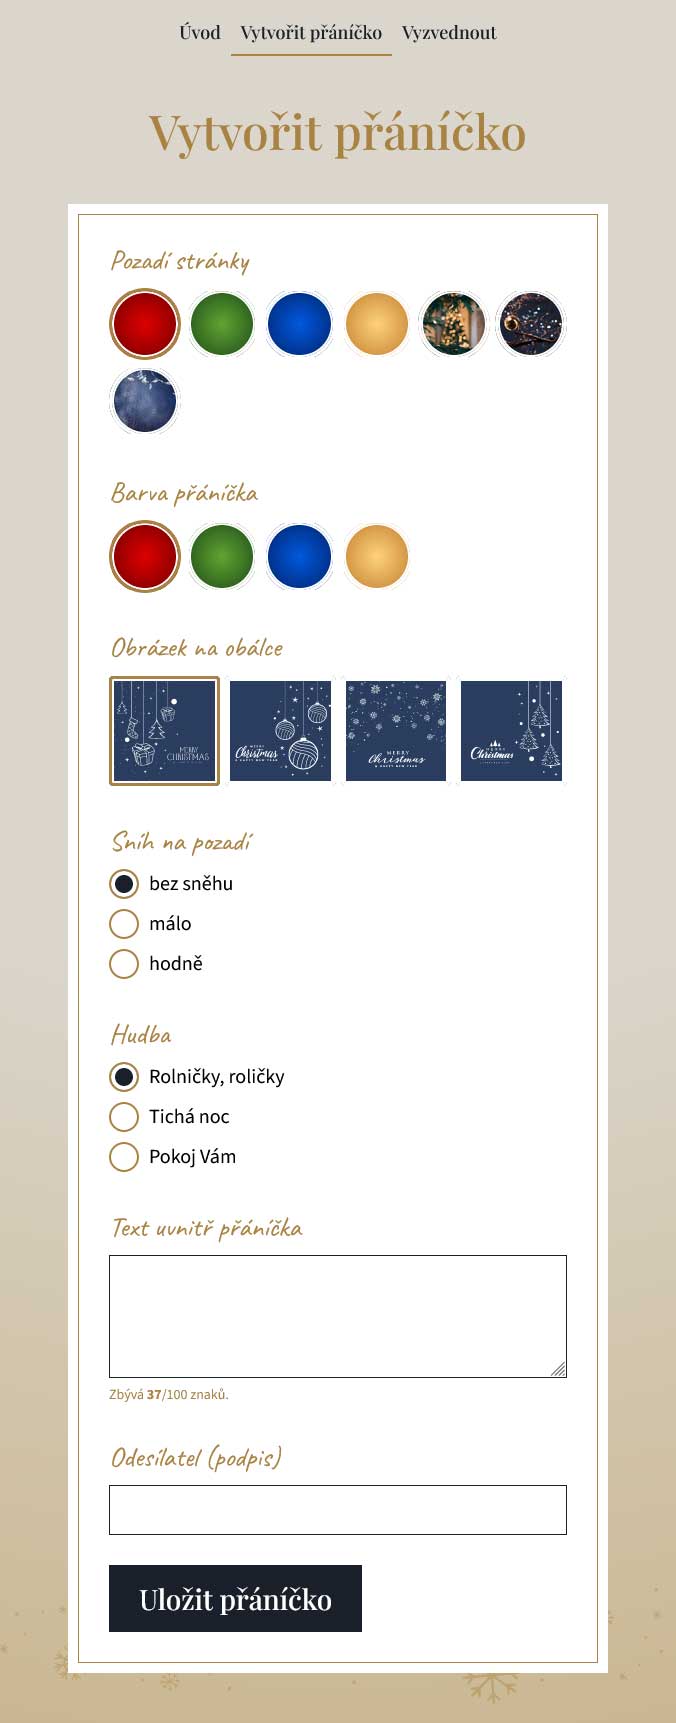 Úvod Vytvořit přáníčko Vyzvednout
Vytvořit přáníčko
Pozadí stránky
Barva přáníčka
Obrázek na obálce
MERRY
CHRISTMAS
MERRY
Christmas
& HAPPY NEW YEAR
MERRY
Christmas
& HAPPY NEW YEAR
Christmas
Sníh na pozadí
bez sněhu
málo
hodně
Hudba
Rolničky, roličky
Tichá noc
Pokoj Vám
Text uvnitř přáníčka
Zbývá 37/100 znaků.
Odesílatel (podpis)
Uložit přáníčko